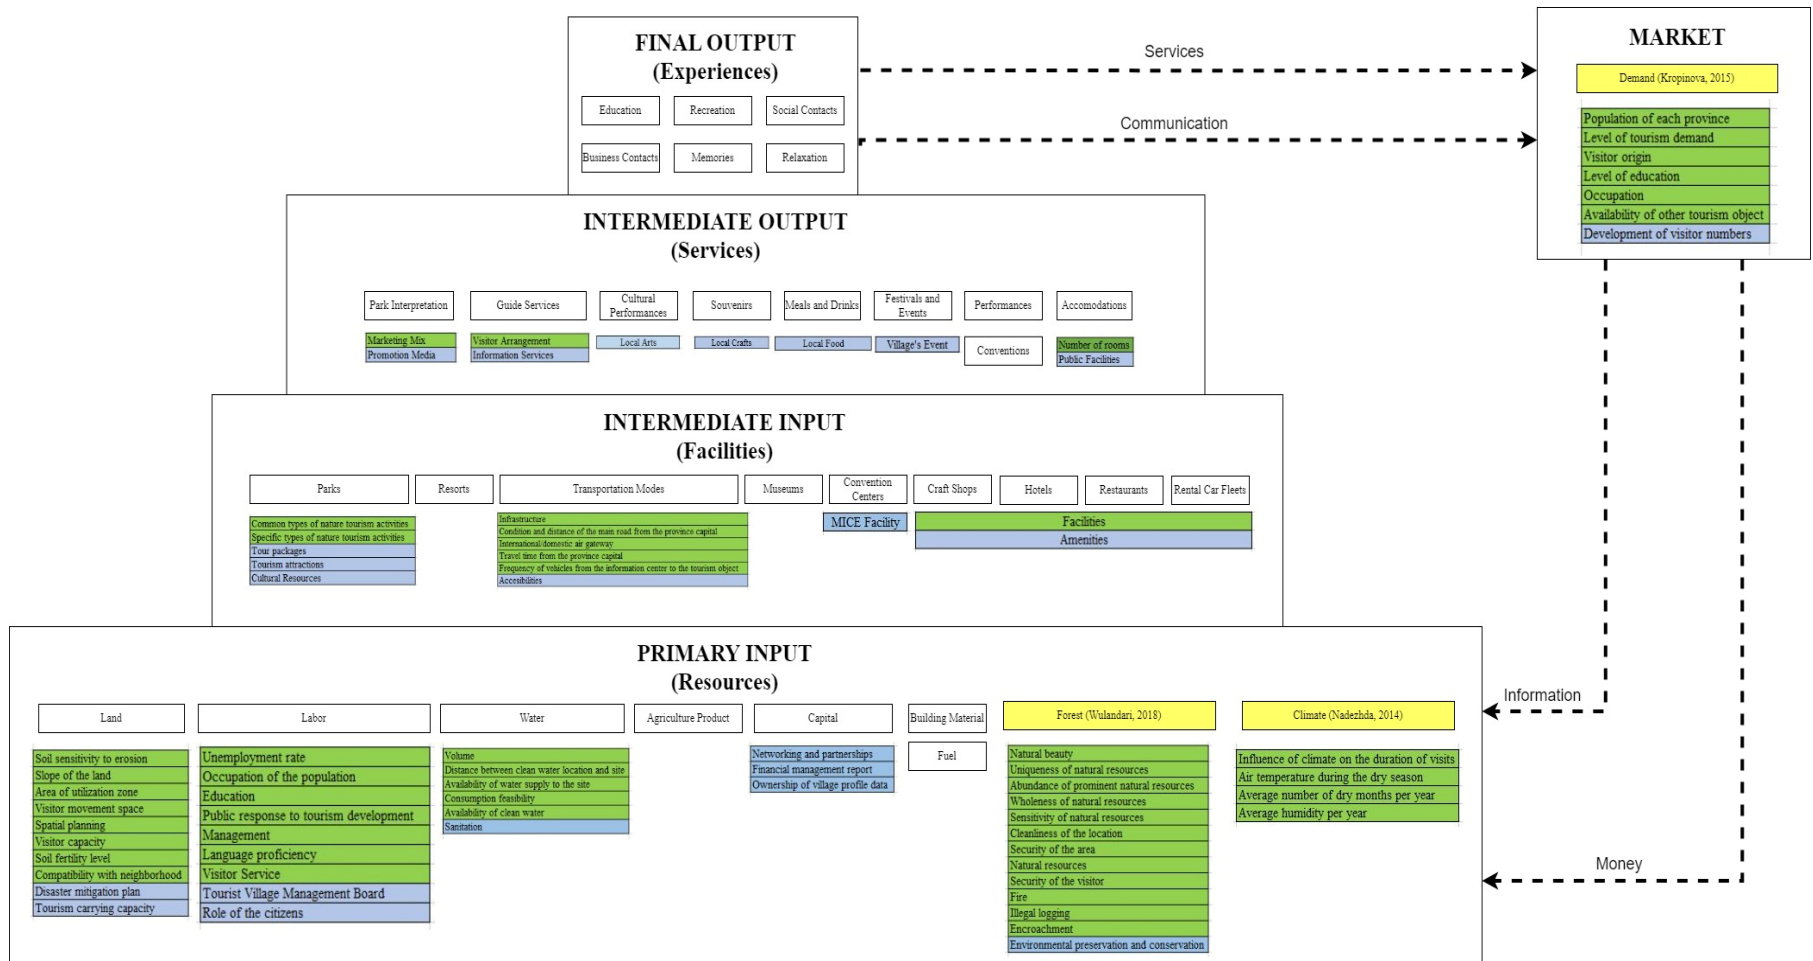 FINAL OUTPUT
(Experiences)
Education
Recreation
Social Contacts
Business Contacts
Memories
Relaxation
Services
Communication
MARKET
Demand (Kropinova, 2015)
Population of each province
Level of tourism demand
Visitor origin
Level of education
Occupation
Availability of other tourism object
Development of visitor numbers
INTERMEDIATE OUTPUT
(Services)
Park Interpretation
Guide Services
Cultural
Performances
Souvenirs
Meals and Drinks
Festivals and
Events
Performances
Accomodations
Marketing Mix
Promotion Media
Visitor Arrangement
Information Services
Local Arts
Local Crafts
Local Food
Village's Event
Conventions
Number of rooms
Public Facilities
INTERMEDIATE INPUT
(Facilities)
Parks
Resorts
Transportation Modes
Museums
Convention
Centers
Craft Shops
Hotels
Restaurants
Rental Car Fleets
Common types of nature tourism activities
Specific types of nature tourism activities
Tour packages
Tourism attractions
Cultural Resources
Infrastructure
Condition and distance of the main road from the province capital
International/domestic air gateway
Travel time from the province capital
Frequency of vehicles from the information center to the tourism object
Accesibilities
MICE Facility
Facilities
Amenities
PRIMARY INPUT
(Resources)
Land
Labor
Water
Agriculture Product
Capital
Building Material
Fuel
Forest (Wulandari, 2018)
Climate (Nadezhda, 2014)
Soil sensitivity to erosion
Slope of the land
Area of utilization zone
Visitor movement space
Spatial planning
Visitor capacity
Soil fertility level
Compatibility with neighborhood
Disaster mitigation plan
Tourism carrying capacity
Unemployment rate
Occupation of the population
Education
Public response to tourism development
Management
Language proficiency
Visitor Service
Tourist Village Management Board
Role of the citizens
Volume
Distance between clean water location and site
Availability of water supply to the site
Consumption feasibility
Availability of clean water
Sanitation
Networking and partnerships
Financial management report
Ownership of village profile data
Natural beauty
Uniqueness of natural resources
Abundance of prominent natural resources
Wholeness of natural resources
Sensitivity of natural resources
Cleanliness of the location
Security of the area
Natural resources
Security of the visitor
Fire
Illegal logging
Encroachment
Environmental preservation and conservation
Influence of climate on the duration of visits
Air temperature during the dry season
Average number of dry months per year
Average humidity per year
Information
Money